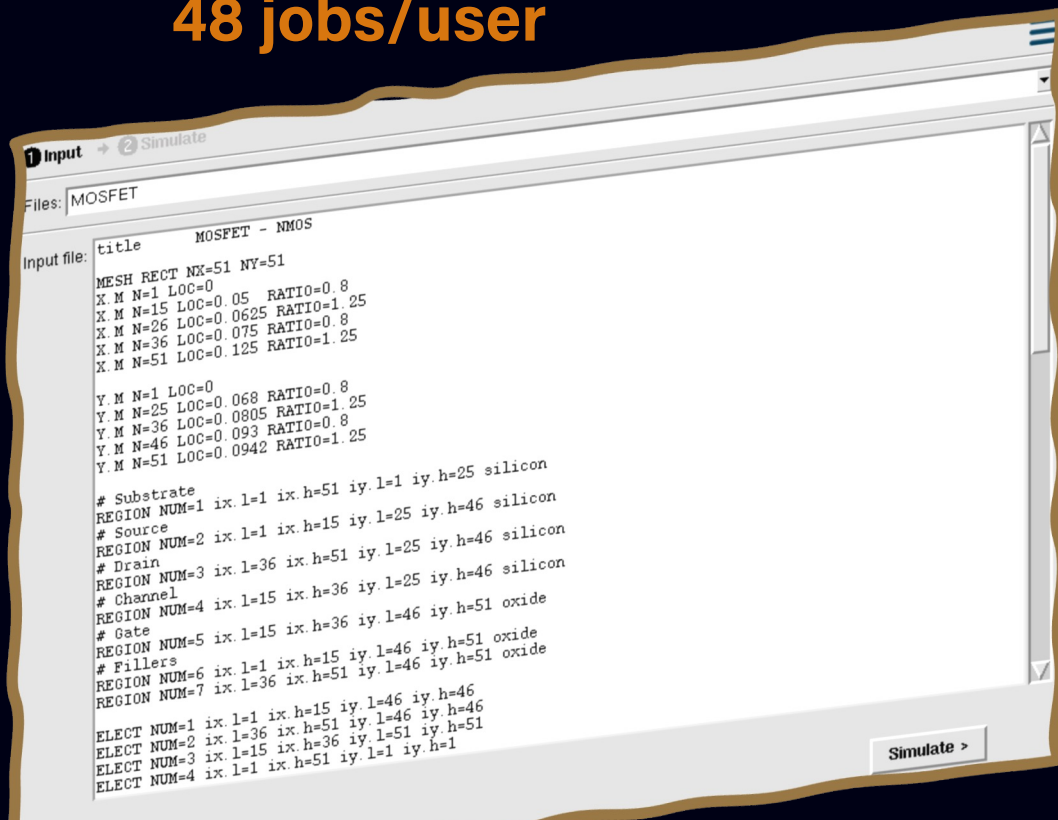 48 jobs/user
1 Input → 2 Simulate
Files: MOSFET
Input file:
title MOSFET - NMOS
MESH RECT NX=51 NY=51
X.M N=1 LOC=0
X.M N=15 LOC=0.05 RATIO=0.8
X.M N=26 LOC=0.0625 RATIO=1.25
X.M N=36 LOC=0.075 RATIO=0.8
X.M N=51 LOC=0.125 RATIO=1.25
Y.M N=1 LOC=0
Y.M N=25 LOC=0.068 RATIO=0.8
Y.M N=36 LOC=0.0805 RATIO=1.25
Y.M N=46 LOC=0.093 RATIO=0.8
Y.M N=51 LOC=0.0942 RATIO=1.25
# Substrate
REGION NUM=1 ix.l=1 ix.h=51 iy.l=1 iy.h=25 silicon
# Source
REGION NUM=2 ix.l=1 ix.h=15 iy.l=25 iy.h=46 silicon
# Drain
REGION NUM=3 ix.l=36 ix.h=51 iy.l=25 iy.h=46 silicon
# Channel
REGION NUM=4 ix.l=15 ix.h=36 iy.l=25 iy.h=46 silicon
# Gate
REGION NUM=5 ix.l=15 ix.h=36 iy.l=46 iy.h=51 oxide
# Fillers
REGION NUM=6 ix.l=1 ix.h=15 iy.l=46 iy.h=51 oxide
REGION NUM=7 ix.l=36 ix.h=51 iy.l=46 iy.h=51 oxide
ELECT NUM=1 ix.l=1 ix.h=15 iy.l=46 iy.h=46
ELECT NUM=2 ix.l=36 ix.h=51 iy.l=46 iy.h=46
ELECT NUM=3 ix.l=15 ix.h=36 iy.l=51 iy.h=51
ELECT NUM=4 ix.l=1 ix.h=51 iy.l=1 iy.h=1
Simulate >